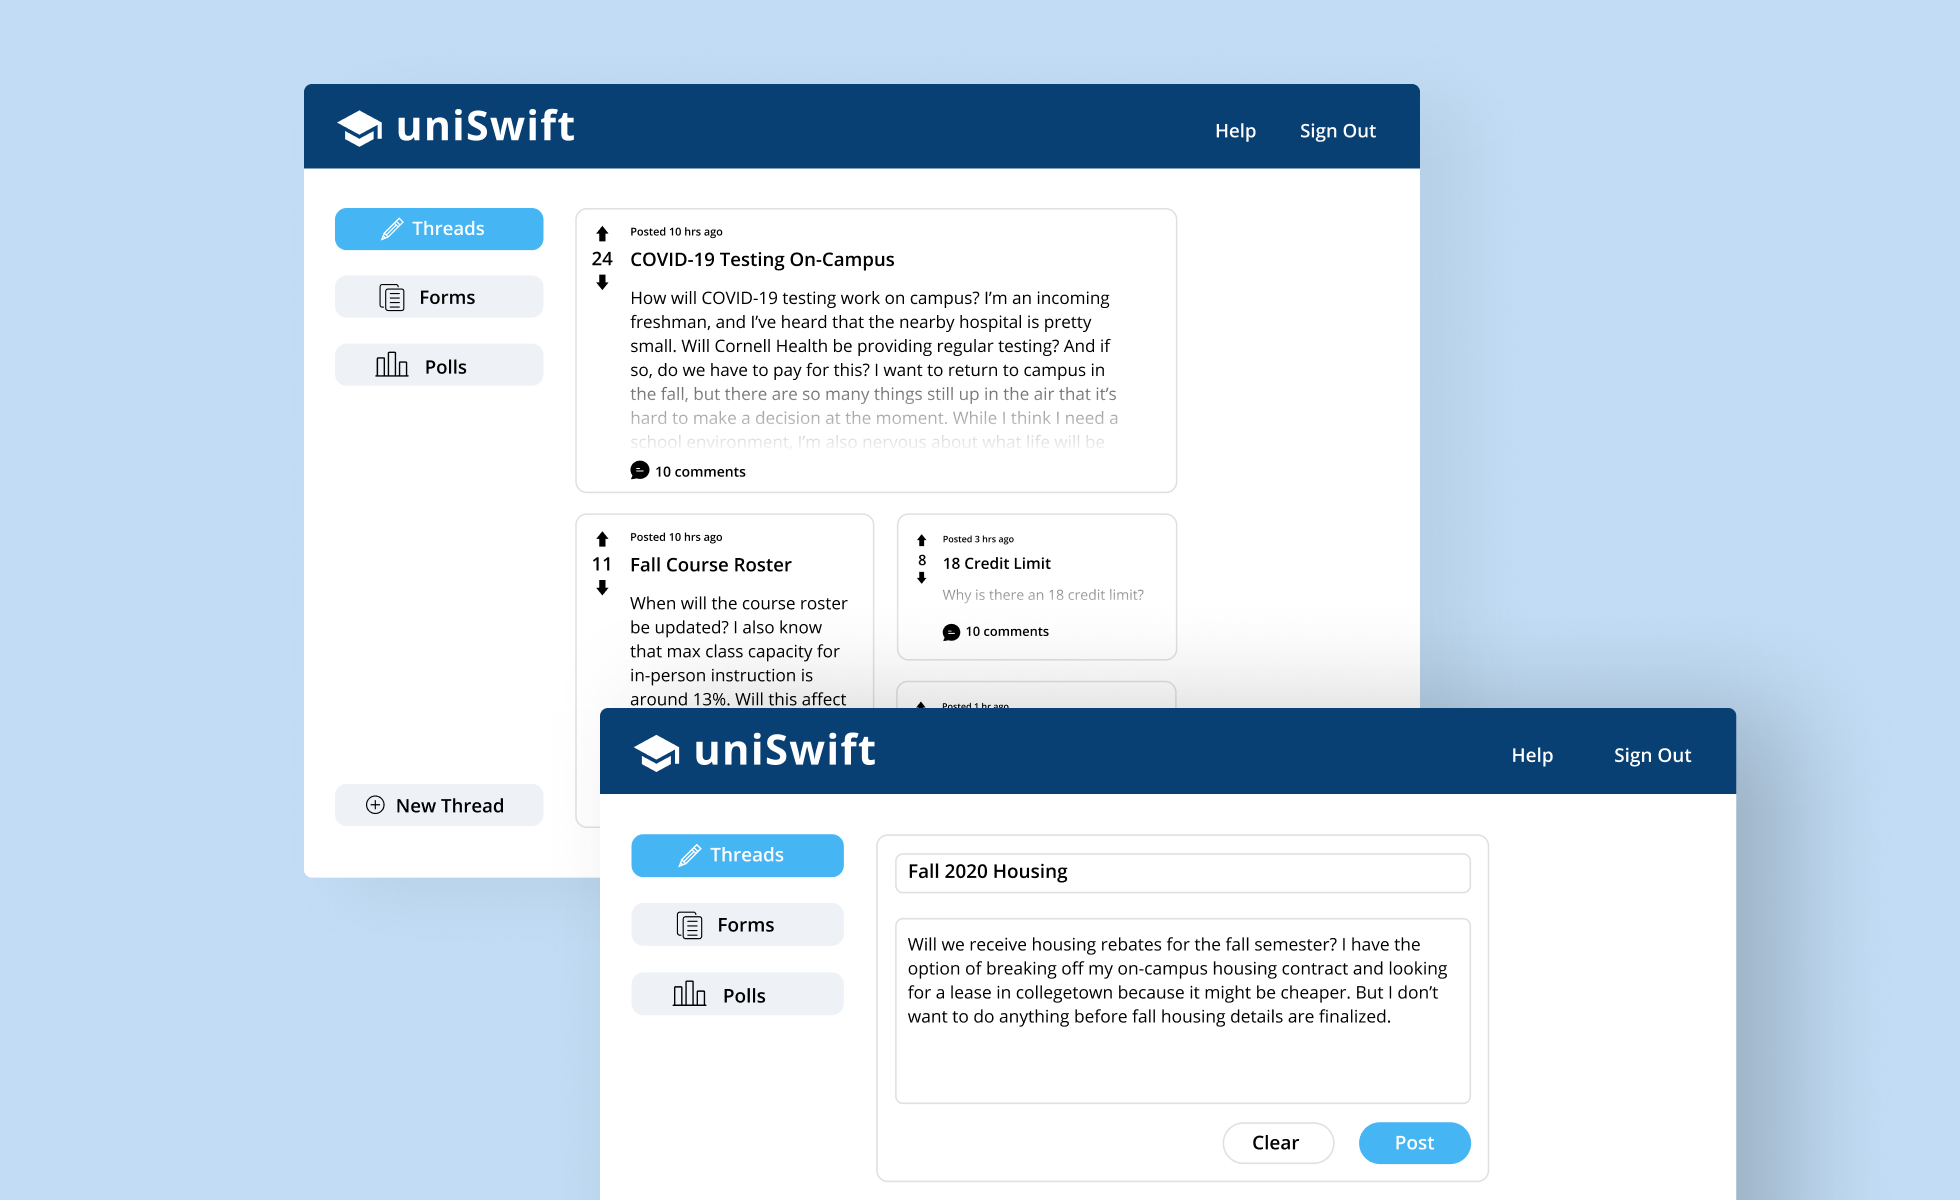 uniSwift
Help
Sign Out
Threads
Forms
Polls
New Thread
Posted 10 hrs ago
24
COVID-19 Testing On-Campus
How will COVID-19 testing work on campus? I’m an incoming
freshman, and I’ve heard that the nearby hospital is pretty
small. Will Cornell Health be providing regular testing? And if
so, do we have to pay for this? I want to return to campus in
the fall, but there are so many things still up in the air that it’s
hard to make a decision at the moment. While I think I need a
school environment, I’m also nervous about what life will be
10 comments
Posted 10 hrs ago
11
Fall Course Roster
When will the course roster
be updated? I also know
that max class capacity for
in-person instruction is
around 13%. Will this affect
Posted 3 hrs ago
8
18 Credit Limit
Why is there an 18 credit limit?
10 comments
Posted 1 hr ago
uniSwift
Help
Sign Out
Threads
Forms
Polls
Fall 2020 Housing
Will we receive housing rebates for the fall semester? I have the
option of breaking off my on-campus housing contract and looking
for a lease in collegetown because it might be cheaper. But I don’t
want to do anything before fall housing details are finalized.
Clear
Post